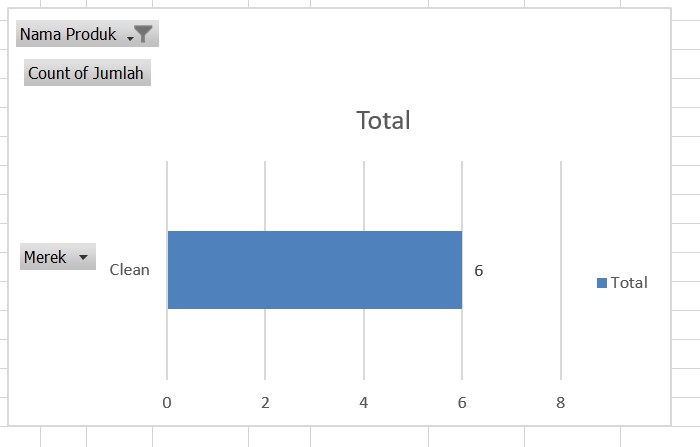 Nama Produk
Count of Jumlah
Total
Merek
Clean
6
Total
0 2 4 6 8